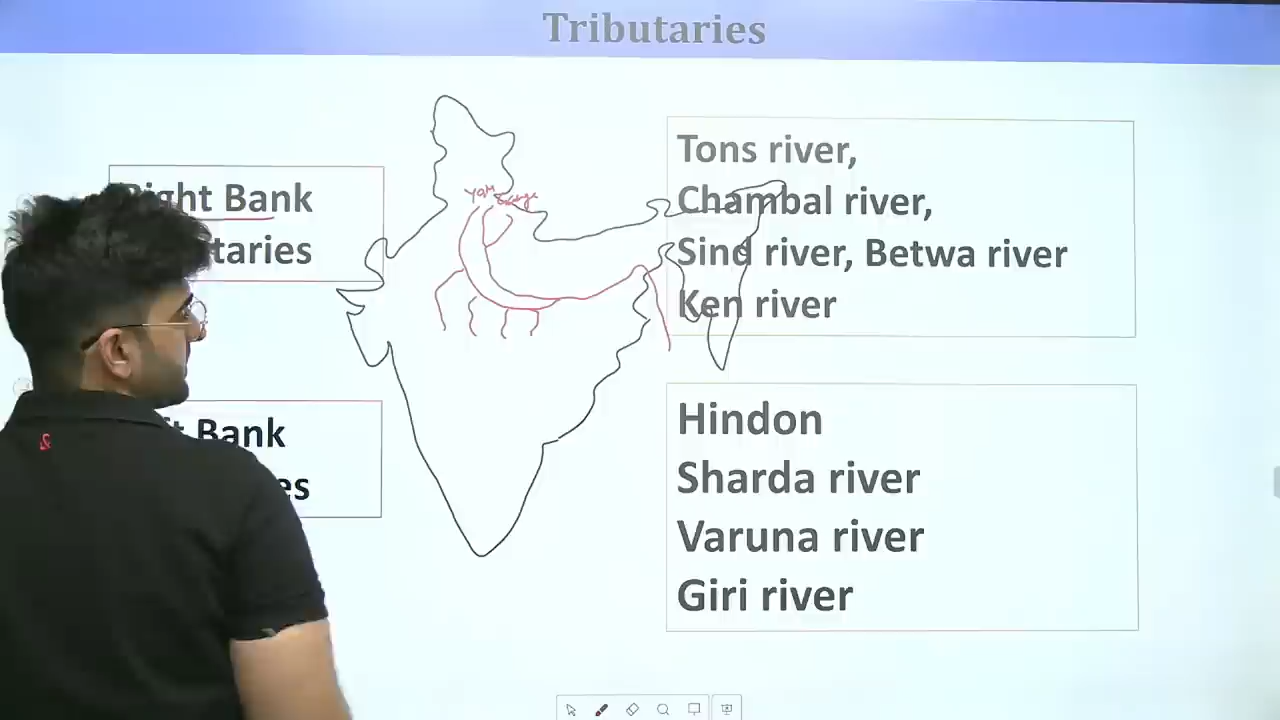 Tributaries
Right Bank
taries
Tons river,
Chambal river,
Sind river, Betwa river
Ken river
Yam
Bank
es
Hindon
Sharda river
Varuna river
Giri river